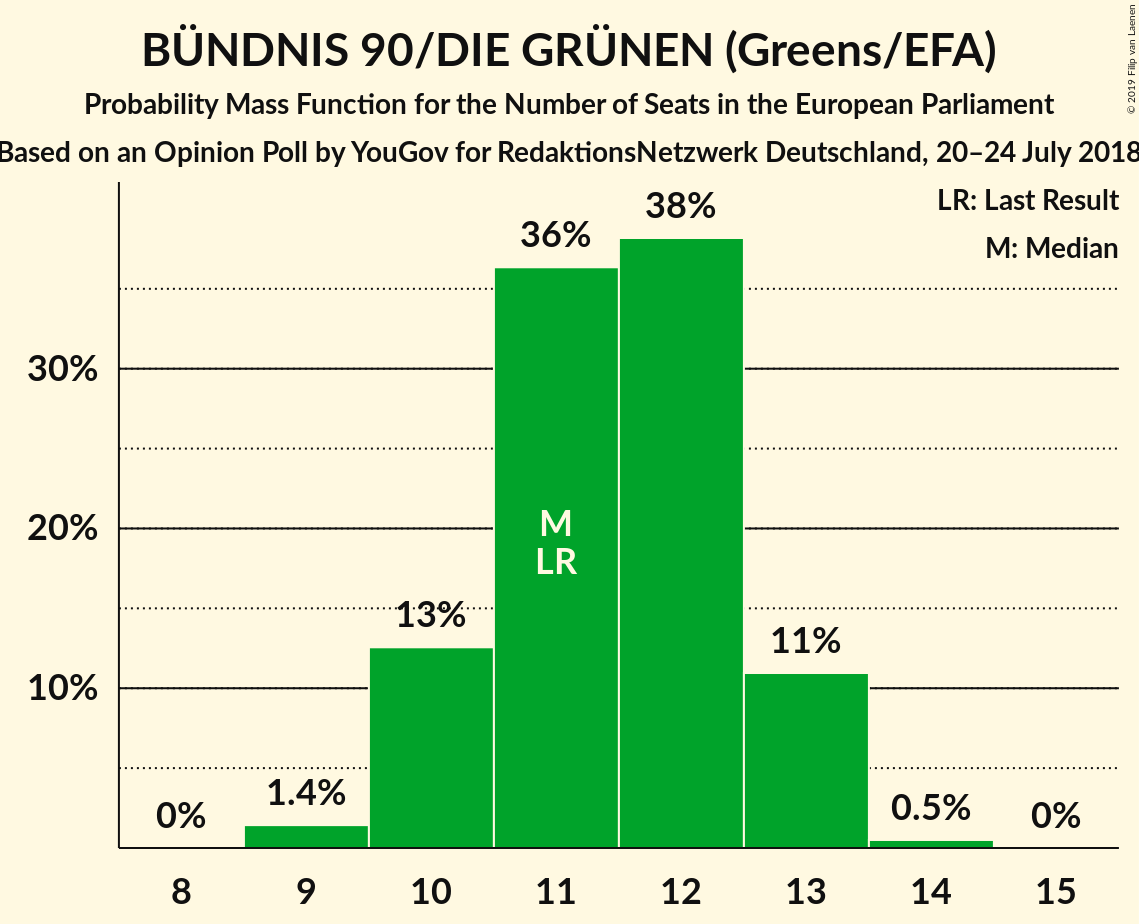 BÜNDNIS 90/DIE GRÜNEN (Greens/EFA)
Probability Mass Function for the Number of Seats in the European Parliament
Based on an Opinion Poll by YouGov for RedaktionsNetzwerk Deutschland, 20–24 July 2018
© 2019 Filip van Laenen
LR: Last Result
M: Median
38%
36%
30%
20%
M
LR
13%
11%
10%
1.4%
0.5%
0%
0%
8 9 10 11 12 13 14 15